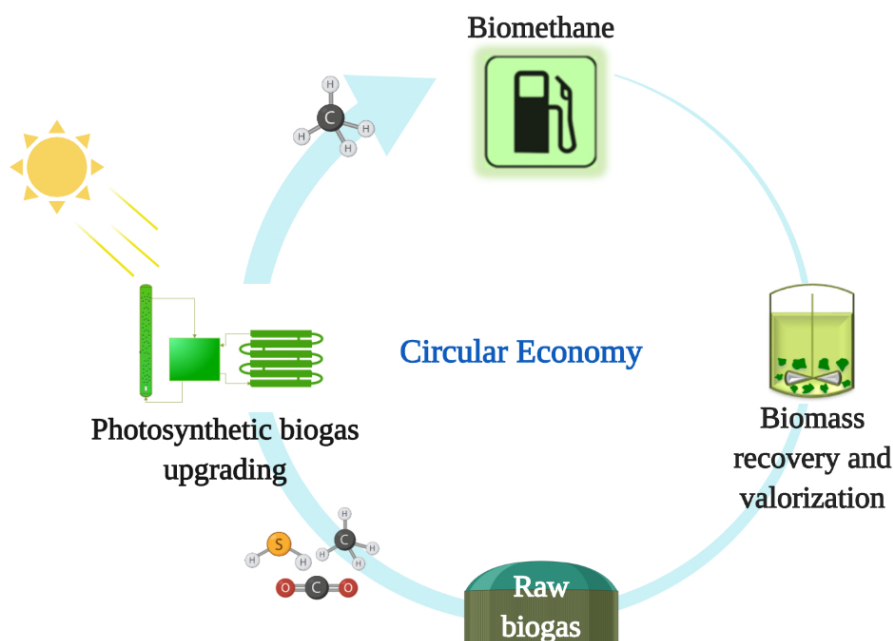 Biomethane
H
C
H
H
H
Circular Economy
Photosynthetic biogas
upgrading
Biomass
recovery and
valorization
S
H
H
H
C
H
H
H
O
C
O
Raw
biogas